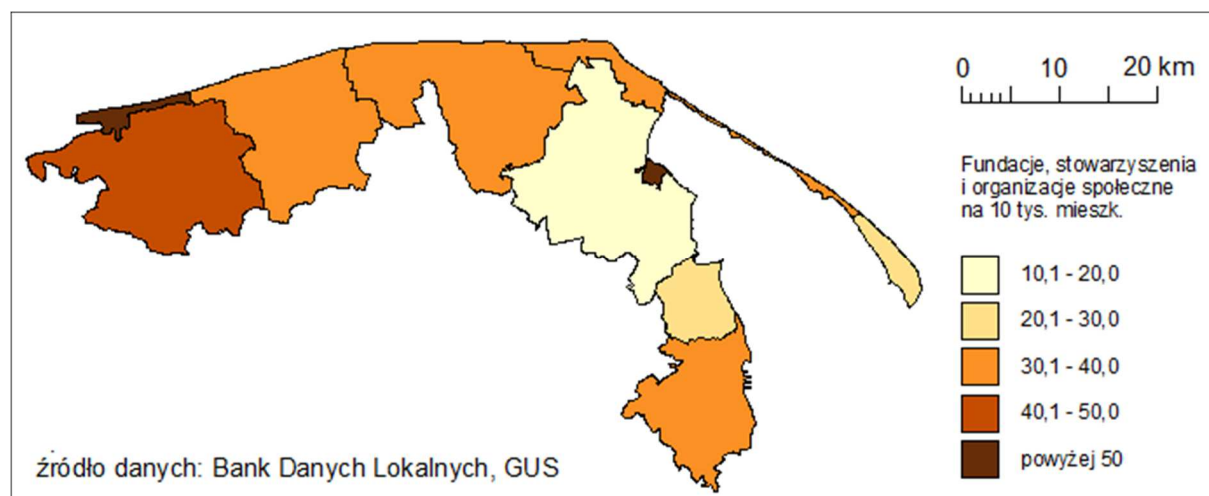 0 10 20 km
Fundacje, stowarzyszenia
i organizacje społeczne
na 10 tys. mieszk.
10,1 - 20,0
20,1 - 30,0
30,1 - 40,0
40,1 - 50,0
powyżej 50
źródło danych: Bank Danych Lokalnych, GUS